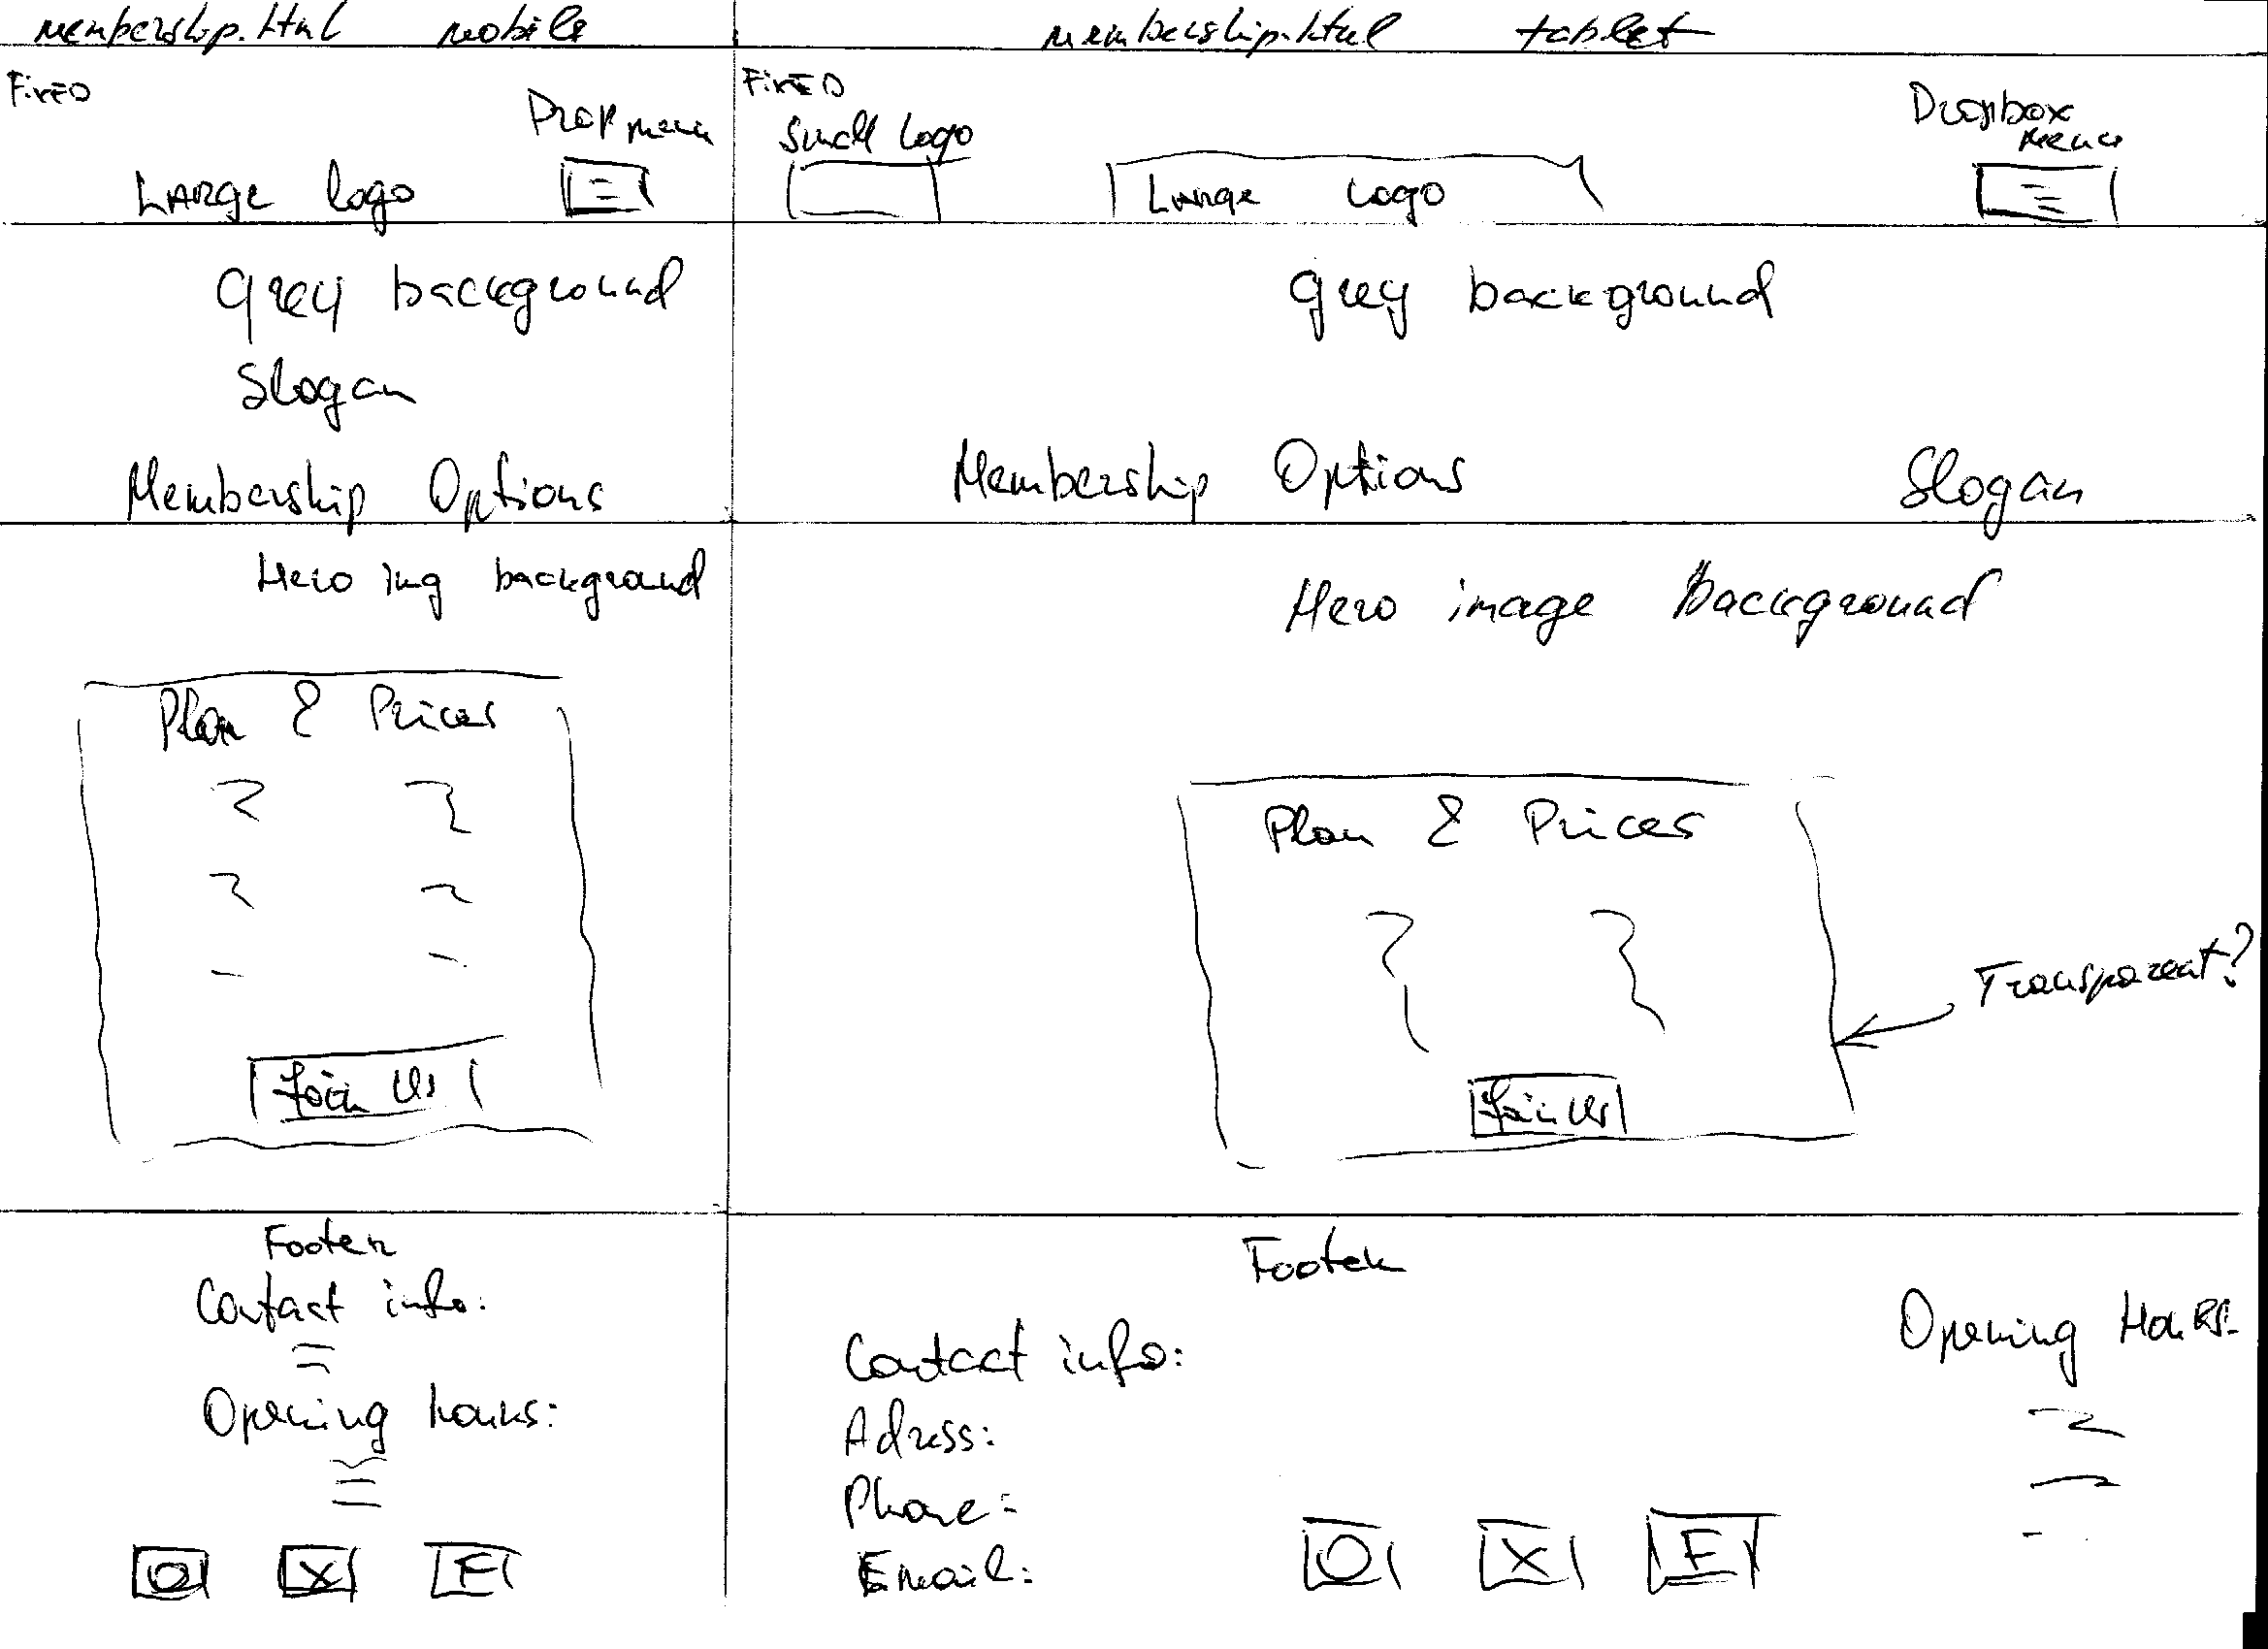 membership.html mobile
FixED
Drop menu
LARge logo
Grey background
Slogan
Membership Options
Hero img background
Plan & Prices
Join Us
Footer
Contact info:
Opening hours:
O X F
membership.html tablet
FixED
Small Logo
LARge Logo
Dropbox
Menu
Grey background
Membership Options
Slogan
Hero image Background
Plan & Prices
Transparent?
Join Us
Footer
Contact info:
Opening HouRS:
Adress:
Phone:
Email:
O X F